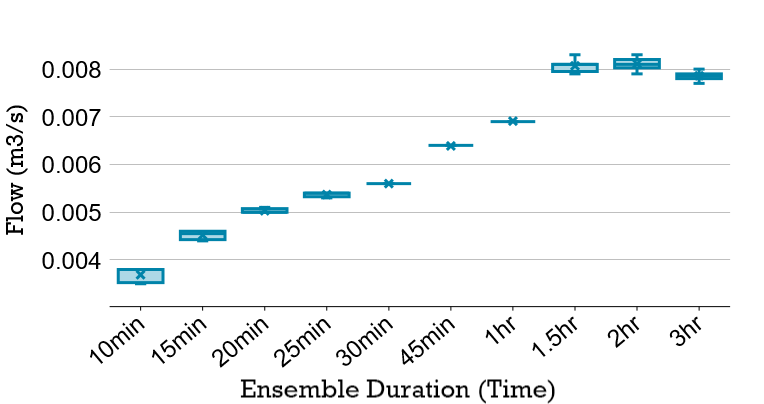 Flow (m3/s)
0.008
0.007
0.006
0.005
0.004
10min 15min 20min 25min 30min 45min 1hr 1.5hr 2hr 3hr
Ensemble Duration (Time)